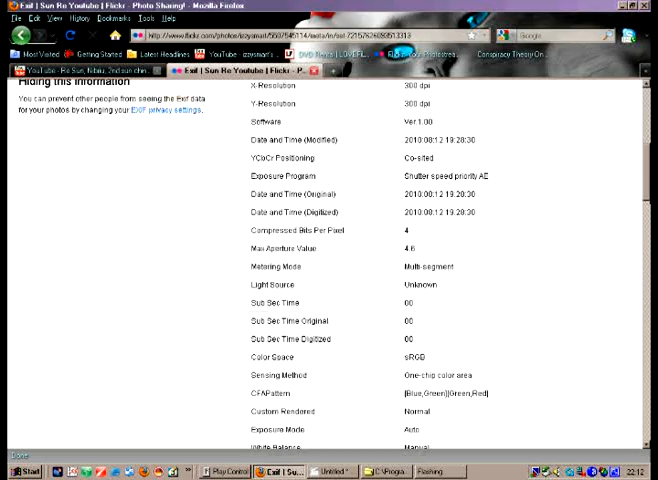 Exif | Sun Re Youtube | Flickr - Photo Sharing! - Mozilla Firefox
File Edit View History Bookmarks Tools Help
Google
Most Visited Getting Started Latest Headlines
Conspiracy Theory On..
Exif | Sun Re Youtube | Flickr - P...
Hiding this information
You can prevent other people from seeing the Exif data
for your photos by changing your EXIF privacy settings.
X-Resolution 300 dpi
Y-Resolution 300 dpi
Software Ver 1.00
Date and Time (Modified) 2010:08:12 19:28:30
YCbCr Positioning Co-sited
Exposure Program Shutter speed priority AE
Date and Time (Original) 2010:08:12 19:28:30
Date and Time (Digitized) 2010:08:12 19:28:30
Compressed Bits Per Pixel 4
Max Aperture Value 4.6
Metering Mode Multi-segment
Light Source Unknown
Sub Sec Time 00
Sub Sec Time Original 00
Sub Sec Time Digitized 00
Color Space sRGB
Sensing Method One-chip color area
CFAPattern [Blue,Green][Green,Red]
Custom Rendered Normal
Exposure Mode Auto
White Balance Manual
Done
Start Play Control Exif | Su... Untitled * C:\Progra... Flashing 22:12